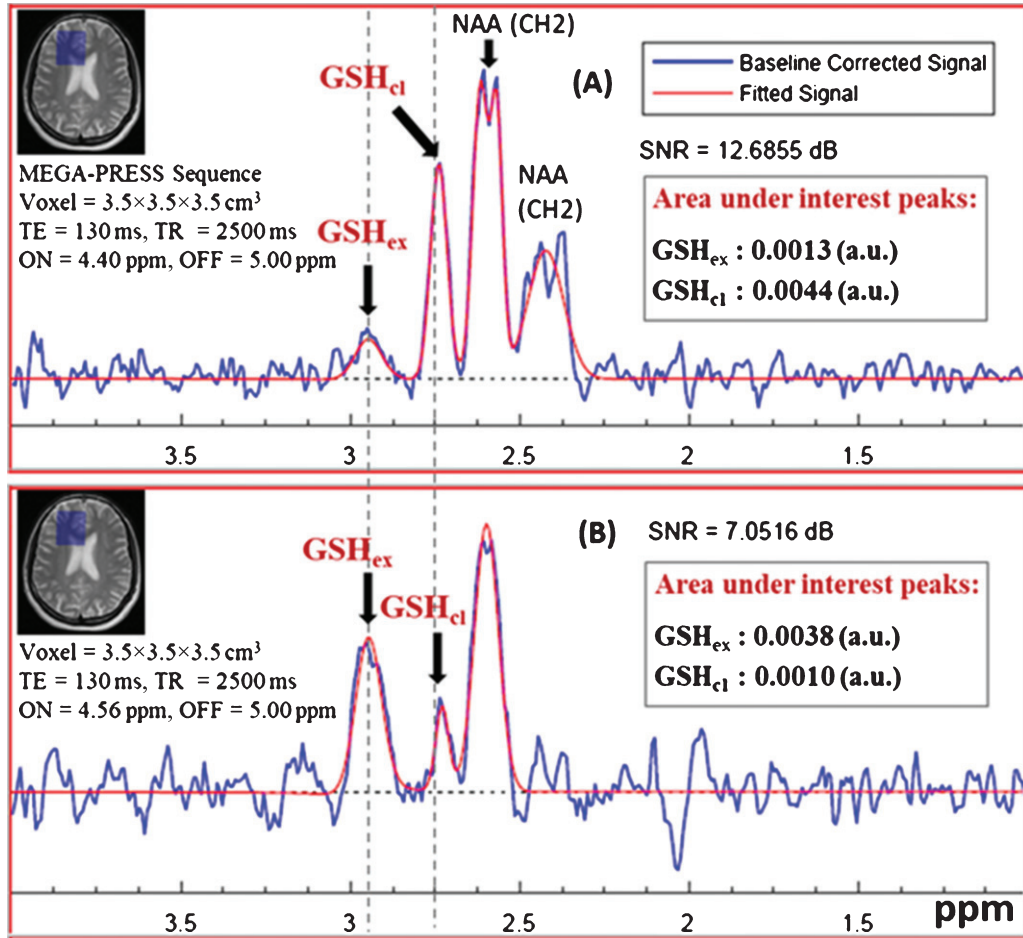 NAA (CH2)
GSHcl
(A)
Baseline Corrected Signal
Fitted Signal
SNR = 12.6855 dB
MEGA-PRESS Sequence
Voxel = 3.5×3.5×3.5 cm³
TE = 130 ms, TR = 2500 ms
ON = 4.40 ppm, OFF = 5.00 ppm
NAA
(CH2)
GSHex
Area under interest peaks:
GSHex : 0.0013 (a.u.)
GSHcl : 0.0044 (a.u.)
3.5 3 2.5 2 1.5
(B)
SNR = 7.0516 dB
GSHex
GSHcl
Area under interest peaks:
GSHex : 0.0038 (a.u.)
GSHcl : 0.0010 (a.u.)
Voxel = 3.5×3.5×3.5 cm³
TE = 130 ms, TR = 2500 ms
ON = 4.56 ppm, OFF = 5.00 ppm
3.5 3 2.5 2 1.5 ppm